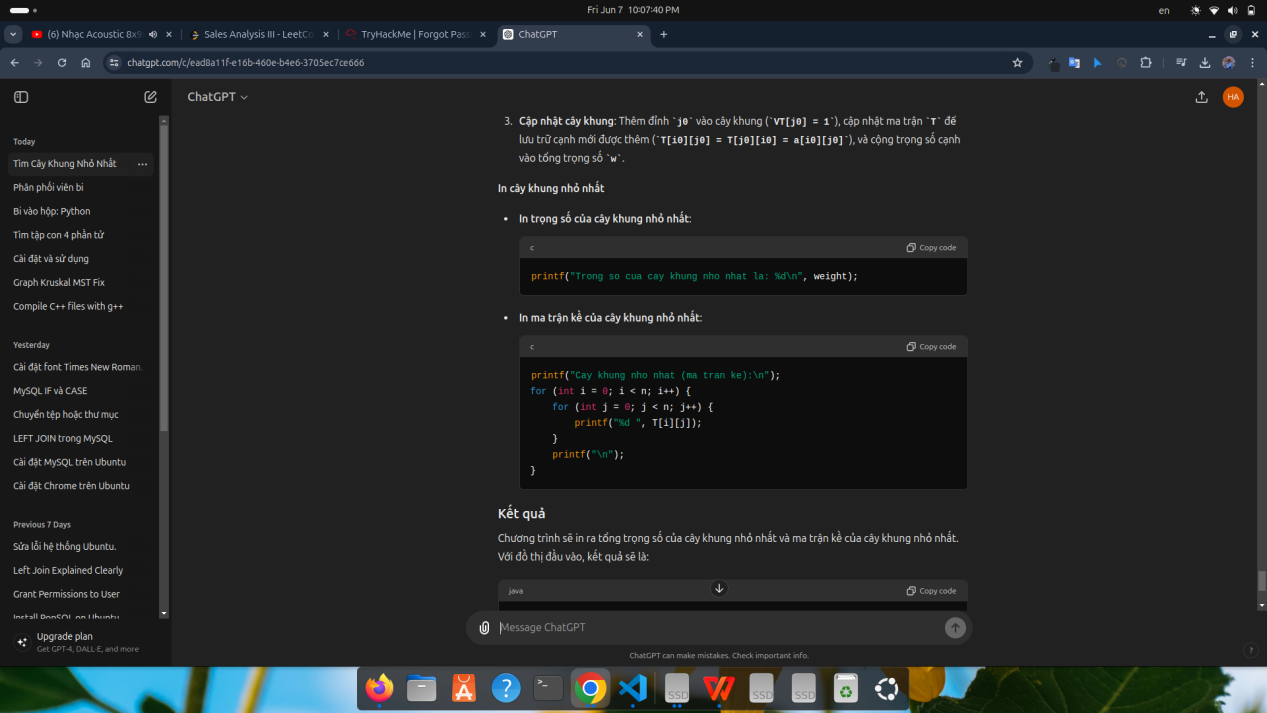 Fri Jun 7 10:07:40 PM
en
(6) Nhạc Acoustic 8x9
Sales Analysis III - LeetCo
TryHackMe | Forgot Pass
ChatGPT
chatgpt.com/c/ead8a11f-e16b-460e-b4e6-3705ec7ce666
ChatGPT
HA
Today
Tìm Cây Khung Nhỏ Nhất
Phân phối viên bi
Bi vào hộp: Python
Tìm tập con 4 phần tử
Cài đặt và sử dụng
Graph Kruskal MST Fix
Compile C++ files with g++
Yesterday
Cài đặt font Times New Roman.
MySQL IF và CASE
Chuyển tệp hoặc thư mục
LEFT JOIN trong MySQL
Cài đặt MySQL trên Ubuntu
Cài đặt Chrome trên Ubuntu
Previous 7 Days
Sửa lỗi hệ thống Ubuntu.
Left Join Explained Clearly
Grant Permissions to User
Install PopSQL on Ubuntu
Upgrade plan
Get GPT-4, DALL-E, and more
3. Cập nhật cây khung: Thêm đỉnh `j0` vào cây khung (`VT[j0] = 1`), cập nhật ma trận `T` để
lưu trữ cạnh mới được thêm (`T[i0][j0] = T[j0][i0] = a[i0][j0]`), và cộng trọng số cạnh
vào tổng trọng số `w`.
In cây khung nhỏ nhất
• In trọng số của cây khung nhỏ nhất:
c
Copy code
printf("Trong so cua cay khung nho nhat la: %d\n", weight);
• In ma trận kề của cây khung nhỏ nhất:
c
Copy code
printf("Cay khung nho nhat (ma tran ke):\n");
for (int i = 0; i < n; i++) {
for (int j = 0; j < n; j++) {
printf("%d ", T[i][j]);
}
printf("\n");
}
Kết quả
Chương trình sẽ in ra tổng trọng số của cây khung nhỏ nhất và ma trận kề của cây khung nhỏ nhất.
Với đồ thị đầu vào, kết quả sẽ là:
java
Copy code
Message ChatGPT
ChatGPT can make mistakes. Check important info.
?
SSD
SSD
SSD